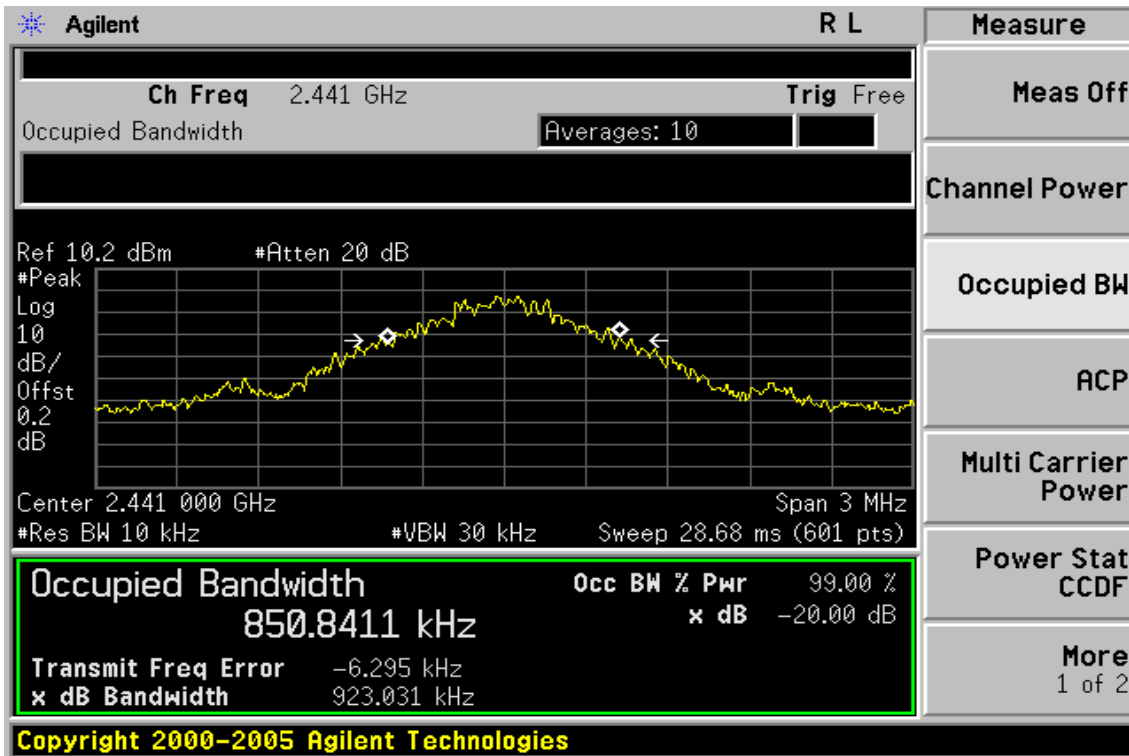 Agilent
R L
Measure
Ch Freq 2.441 GHz
Trig Free
Occupied Bandwidth
Averages: 10
Meas Off
Channel Power
Occupied BW
ACP
Multi Carrier
Power
Power Stat
CCDF
More
1 of 2
Ref 10.2 dBm
#Atten 20 dB
#Peak
Log
10
dB/
Offst
0.2
dB
Center 2.441 000 GHz
Span 3 MHz
#Res BW 10 kHz
#VBW 30 kHz
Sweep 28.68 ms (601 pts)
Occupied Bandwidth
850.8411 kHz
Occ BW % Pwr 99.00 %
x dB -20.00 dB
Transmit Freq Error -6.295 kHz
x dB Bandwidth 923.031 kHz
Copyright 2000-2005 Agilent Technologies